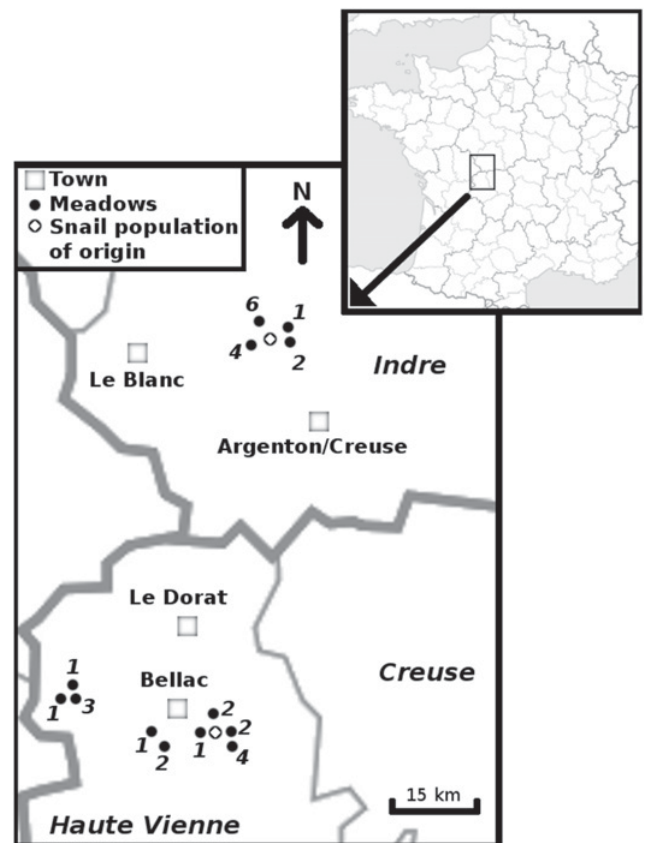 Town
Meadows
Snail population
of origin
N
6
1
4
2
Indre
Le Blanc
Argenton/Creuse
Le Dorat
Creuse
1
Bellac
1
3
2
1
1
2
2
4
15 km
Haute Vienne